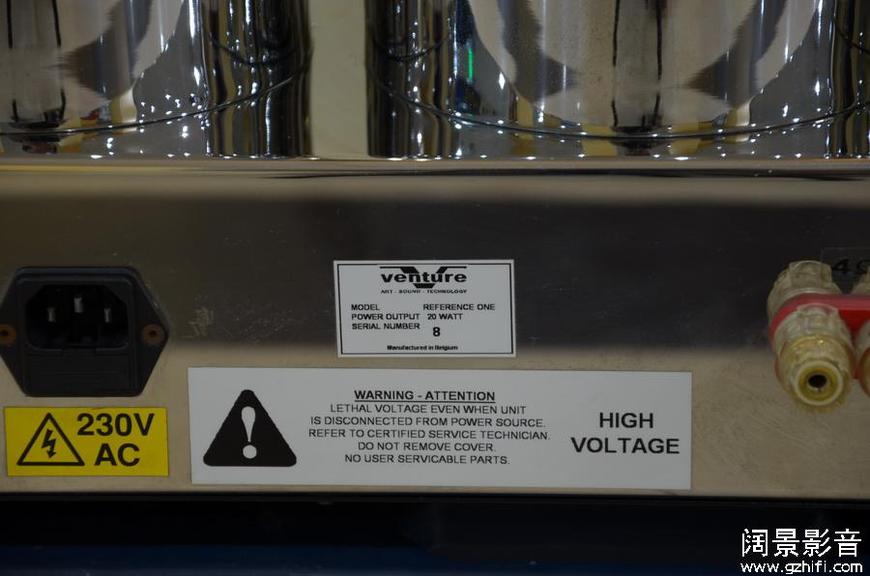 venture
ART - SOUND - TECHNOLOGY
MODEL REFERENCE ONE
POWER OUTPUT 20 WATT
SERIAL NUMBER 8
Manufactured in Belgium
230V
AC
WARNING - ATTENTION
LETHAL VOLTAGE EVEN WHEN UNIT
IS DISCONNECTED FROM POWER SOURCE.
REFER TO CERTIFIED SERVICE TECHNICIAN.
DO NOT REMOVE COVER.
NO USER SERVICABLE PARTS.
HIGH
VOLTAGE
阔景影音
www.gzhifi.com